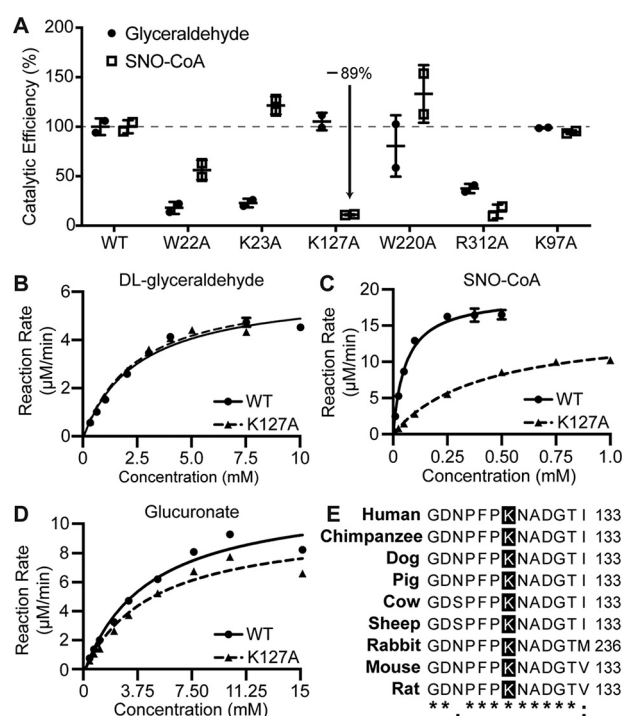 A
Glyceraldehyde
SNO-CoA
Catalytic Efficiency (%)
200
150
100
50
0
−89%
WT W22A K23A K127A W220A R312A K97A
B
DL-glyceraldehyde
Reaction Rate
(µM/min)
6
4
2
0
WT
K127A
0 2.5 5.0 7.5 10
Concentration (mM)
C
SNO-CoA
Reaction Rate
(µM/min)
20
15
10
5
0
WT
K127A
0 0.25 0.50 0.75 1.0
Concentration (mM)
D
Glucuronate
Reaction Rate
(µM/min)
10
8
6
4
2
0
WT
K127A
0 3.75 7.50 11.25 15
Concentration (mM)
E
Human GDNPFPKNADGTI 133
Chimpanzee GDNPFPKNADGTI 133
Dog GDNPFPKNADGTI 133
Pig GDNPFPKNADGTI 133
Cow GDSPFPKNADGTI 133
Sheep GDSPFPKNADGTI 133
Rabbit GDNPFPKNADGTM 236
Mouse GDNPFPKNADGTV 133
Rat GDNPFPKNADGTV 133
**.*********: